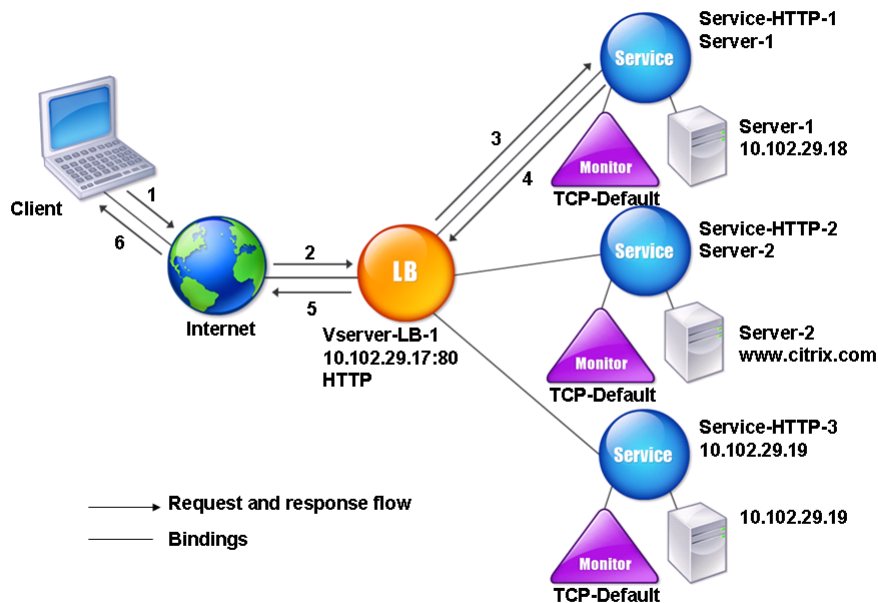 Client
1
6
Internet
2
5
LB
Vserver-LB-1
10.102.29.17:80
HTTP
3
4
Service
Service-HTTP-1
Server-1
Monitor
TCP-Default
Server-1
10.102.29.18
Service
Service-HTTP-2
Server-2
Monitor
TCP-Default
Server-2
www.citrix.com
Service
Service-HTTP-3
10.102.29.19
Monitor
TCP-Default
10.102.29.19
Request and response flow
Bindings